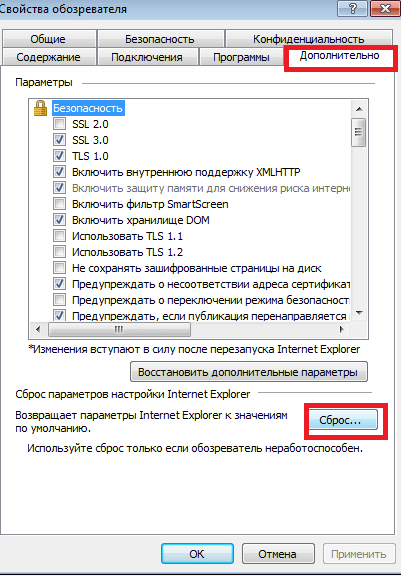 Свойства обозревателя
Общие Безопасность Конфиденциальность
Содержание Подключения Программы Дополнительно
Параметры
Безопасность
SSL 2.0
SSL 3.0
TLS 1.0
Включить внутреннюю поддержку XMLHTTP
Включить защиту памяти для снижения риска интерн
Включить фильтр SmartScreen
Включить хранилище DOM
Использовать TLS 1.1
Использовать TLS 1.2
Не сохранять зашифрованные страницы на диск
Предупреждать о несоответствии адреса сертификат
Предупреждать о переключении режима безопасност
Предупреждать, если публикация перенаправляется
*Изменения вступают в силу после перезапуска Internet Explorer
Восстановить дополнительные параметры
Сброс параметров настройки Internet Explorer
Возвращает параметры Internet Explorer к значениям
по умолчанию.
Сброс...
Используйте сброс только если обозреватель неработоспособен.
ОК Отмена Применить